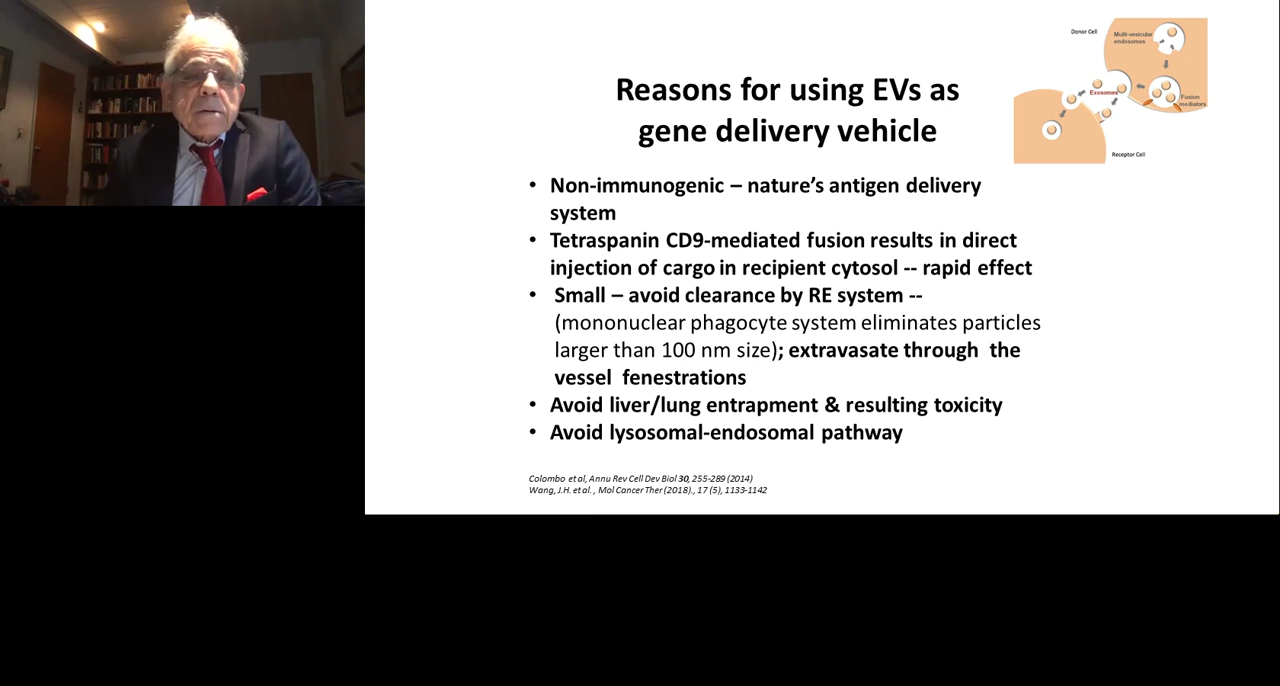 Donor Cell
Multi-vesicular
endosomes
Exosomes
Fusion
mediators
Receptor Cell
Reasons for using EVs as
gene delivery vehicle
• Non-immunogenic – nature's antigen delivery
system
• Tetraspanin CD9-mediated fusion results in direct
injection of cargo in recipient cytosol -- rapid effect
• Small – avoid clearance by RE system --
(mononuclear phagocyte system eliminates particles
larger than 100 nm size); extravasate through the
vessel fenestrations
• Avoid liver/lung entrapment & resulting toxicity
• Avoid lysosomal-endosomal pathway
Colombo et al, Annu Rev Cell Dev Biol 30, 255-289 (2014)
Wang, J.H. et al. , Mol Cancer Ther (2018)., 17 (5), 1133-1142